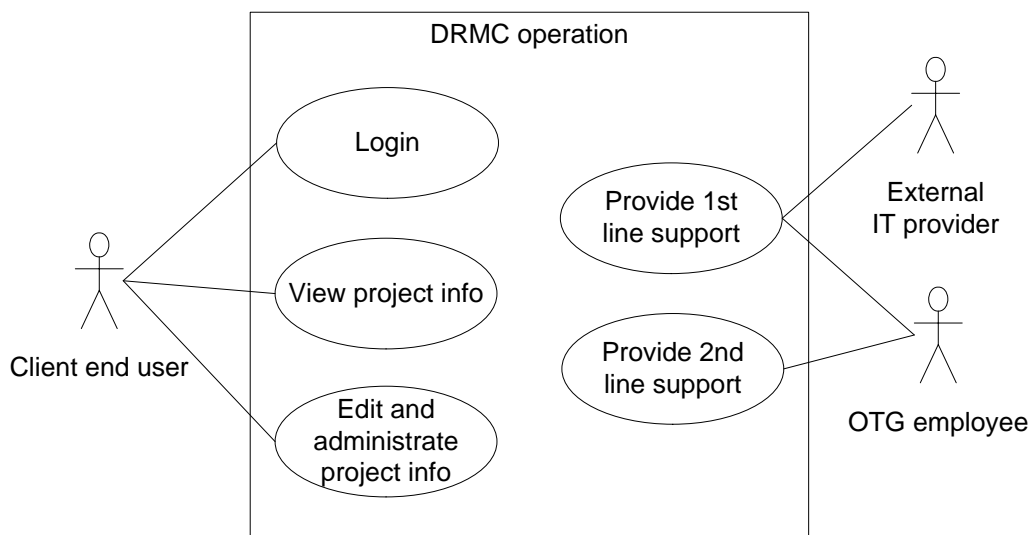 DRMC operation
Login
View project info
Edit and
administrate
project info
Provide 1st
line support
Provide 2nd
line support
Client end user
External
IT provider
OTG employee